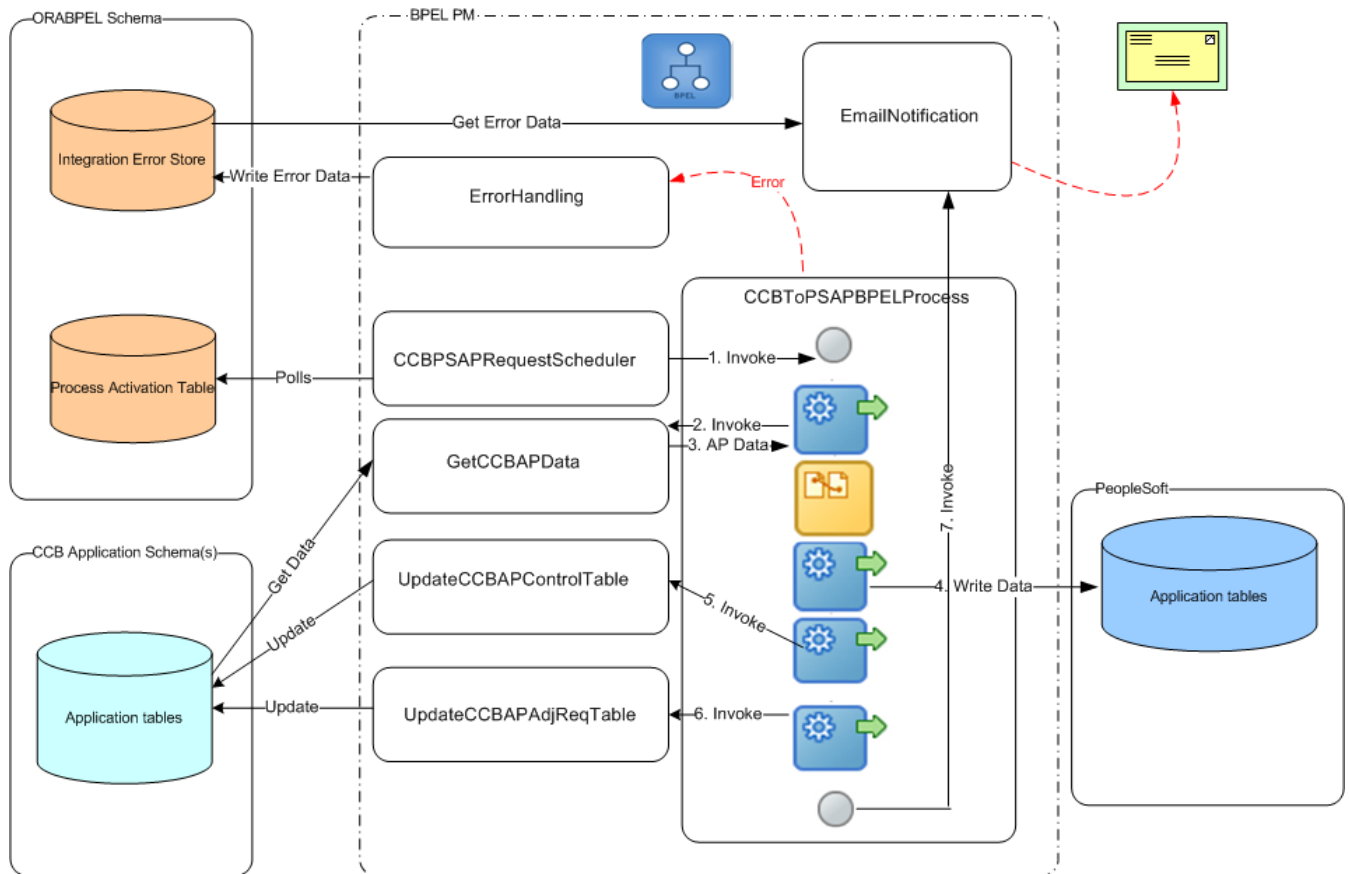 ORABPEL Schema
BPEL PM
BPEL
EmailNotification
Get Error Data
Integration Error Store
Write Error Data
ErrorHandling
Error
CCBToPSAPBPELProcess
CCBPSAPRequestScheduler
1. Invoke
Process Activation Table
Polls
2. Invoke
3. AP Data
GetCCBAPData
7. Invoke
PeopleSoft
CCB Application Schema(s)
Get Data
UpdateCCBAPControlTable
5. Invoke
4. Write Data
Application tables
Update
Application tables
Update
UpdateCCBAPAdjReqTable
6. Invoke